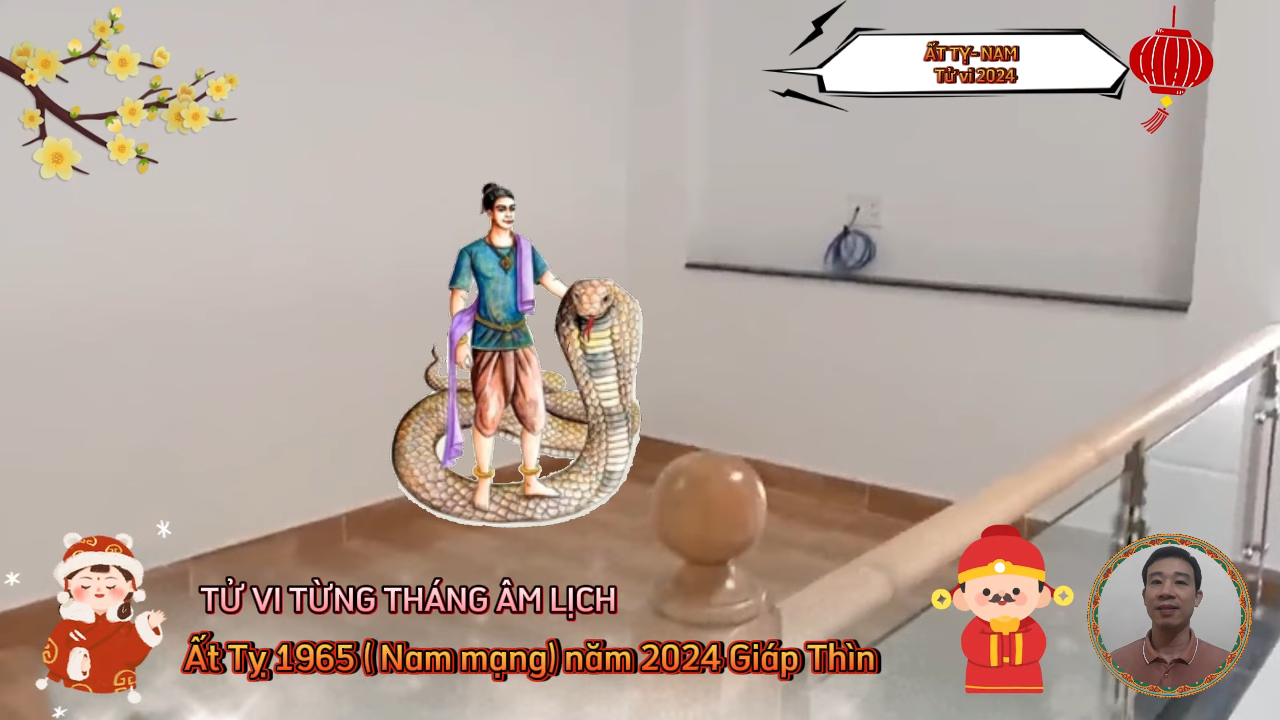 ẤT TỴ- NAM
Tử vi 2024
TỬ VI TỪNG THÁNG ÂM LỊCH
Ất Tỵ 1965 ( Nam mạng) năm 2024 Giáp Thìn